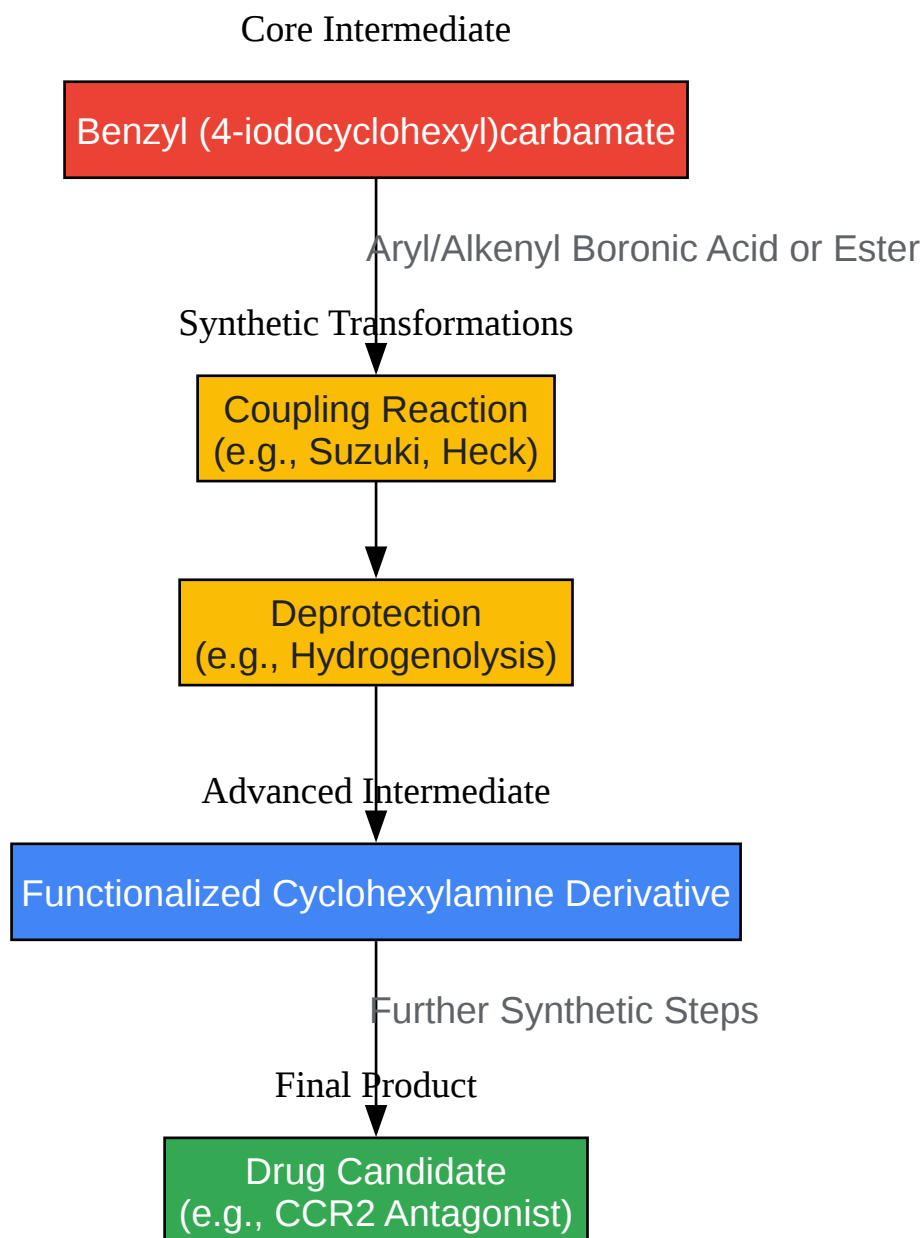 Core Intermediate
Benzyl (4-iodocyclohexyl)carbamate
Aryl/Alkenyl Boronic Acid or Ester
Synthetic Transformations
Coupling Reaction
(e.g., Suzuki, Heck)
Deprotection
(e.g., Hydrogenolysis)
Advanced Intermediate
Functionalized Cyclohexylamine Derivative
Further Synthetic Steps
Final Product
Drug Candidate
(e.g., CCR2 Antagonist)